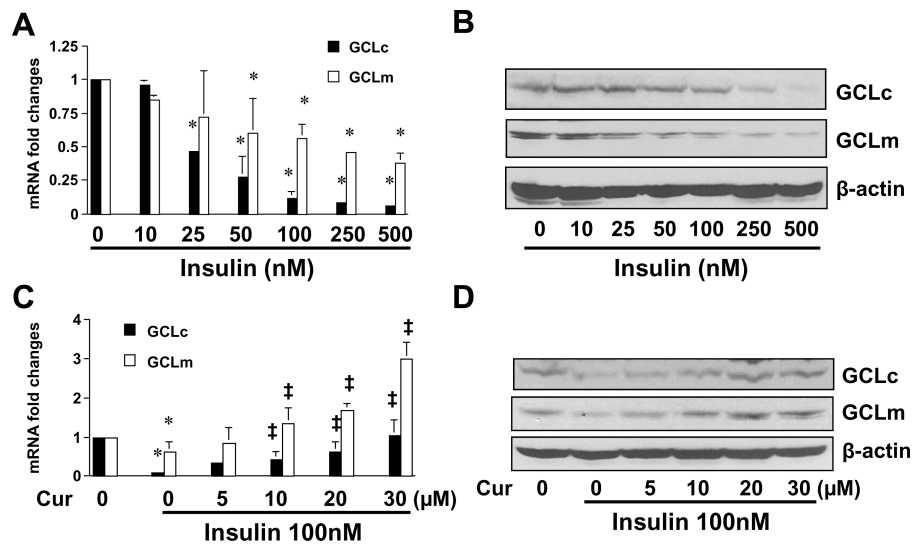 A
mRNA fold changes
1.25
1
0.75
0.5
0.25
0
GCLc
GCLm
*
*
*
*
*
*
*
*
*
0 10 25 50 100 250 500
Insulin (nM)
B
GCLc
GCLm
β-actin
0 10 25 50 100 250 500
Insulin (nM)
C
mRNA fold changes
4
3
2
1
0
GCLc
GCLm
*
*
‡
‡
‡
‡
‡
‡
Cur 0 0 5 10 20 30 (µM)
Insulin 100nM
D
GCLc
GCLm
β-actin
Cur 0 0 5 10 20 30 (µM)
Insulin 100nM